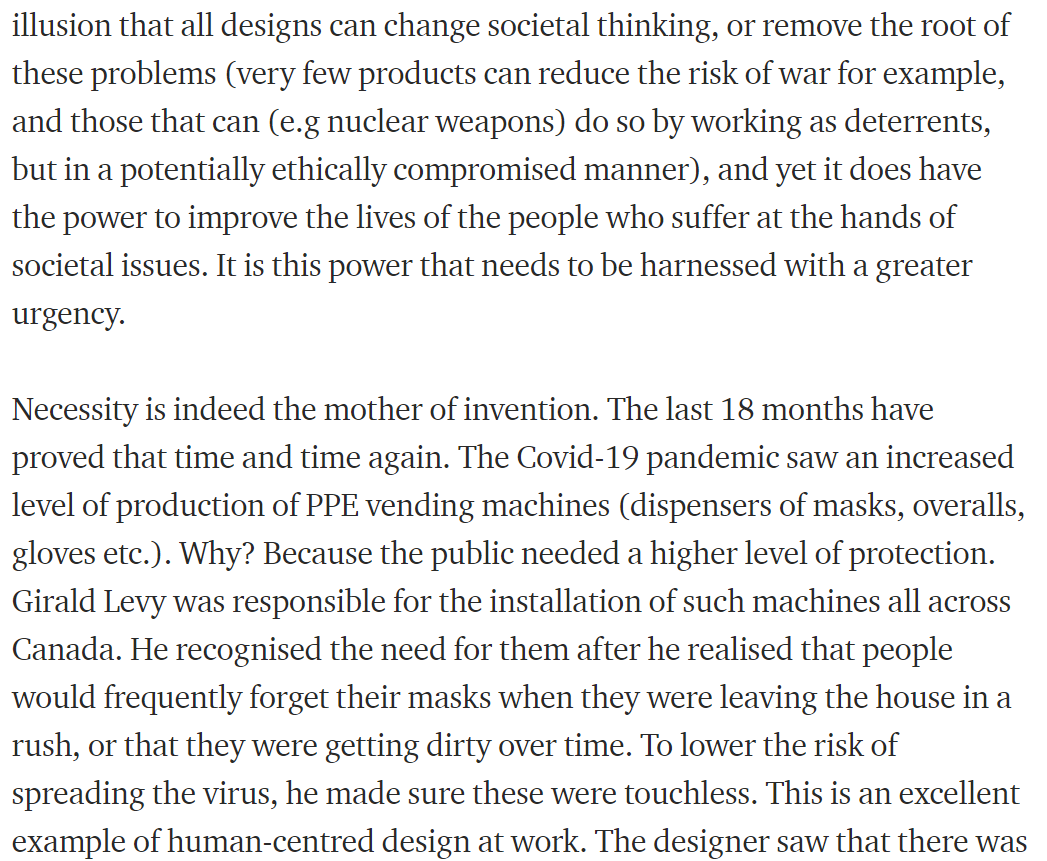 illusion that all designs can change societal thinking, or remove the root of
these problems (very few products can reduce the risk of war for example,
and those that can (e.g nuclear weapons) do so by working as deterrents,
but in a potentially ethically compromised manner), and yet it does have
the power to improve the lives of the people who suffer at the hands of
societal issues. It is this power that needs to be harnessed with a greater
urgency.
Necessity is indeed the mother of invention. The last 18 months have
proved that time and time again. The Covid-19 pandemic saw an increased
level of production of PPE vending machines (dispensers of masks, overalls,
gloves etc.). Why? Because the public needed a higher level of protection.
Girald Levy was responsible for the installation of such machines all across
Canada. He recognised the need for them after he realised that people
would frequently forget their masks when they were leaving the house in a
rush, or that they were getting dirty over time. To lower the risk of
spreading the virus, he made sure these were touchless. This is an excellent
example of human-centred design at work. The designer saw that there was